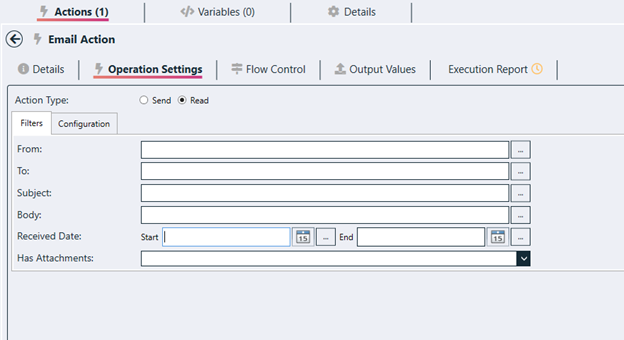 Actions (1) Variables (0) Details
Email Action
Details Operation Settings Flow Control Output Values Execution Report
Action Type: Send Read
Filters Configuration
From: ...
To: ...
Subject: ...
Body: ...
Received Date: Start 15 ... End 15 ...
Has Attachments: